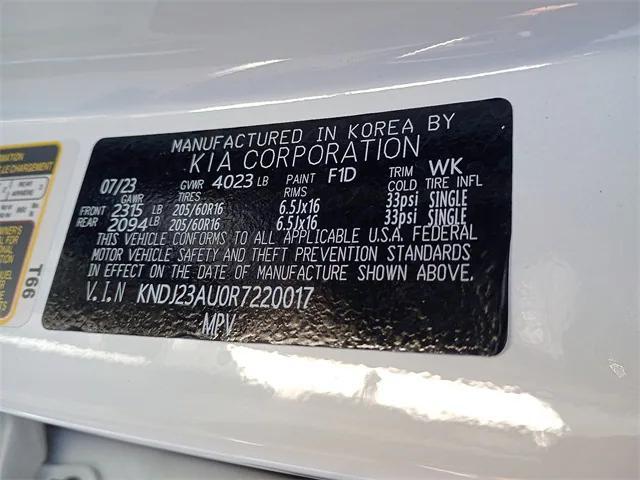 MANUFACTURED IN KOREA BY
KIA CORPORATION
07/23 GVWR 4023 LB PAINT F1D TRIM WK
GAWR RIMS COLD TIRE INFL
FRONT 2315 LB 205/60R16 6.5Jx16 33psi SINGLE
REAR 2094 LB 205/60R16 6.5Jx16 33psi SINGLE
THIS VEHICLE CONFORMS TO ALL APPLICABLE U.S.A. FEDERAL
MOTOR VEHICLE SAFETY AND THEFT PREVENTION STANDARDS
IN EFFECT ON THE DATE OF MANUFACTURE SHOWN ABOVE.
V.I.N KNDJ23AU0R7220017
MPV
T66